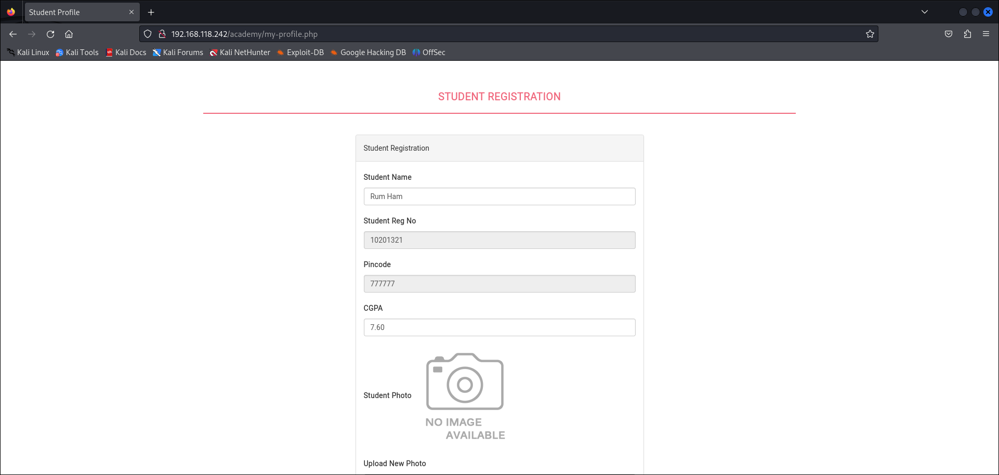 Student Profile
192.168.118.242/academy/my-profile.php
Kali Linux Kali Tools Kali Docs Kali Forums Kali NetHunter Exploit-DB Google Hacking DB OffSec
STUDENT REGISTRATION
Student Registration
Student Name
Rum Ham
Student Reg No
10201321
Pincode
777777
CGPA
7.60
Student Photo
NO IMAGE
AVAILABLE
Upload New Photo